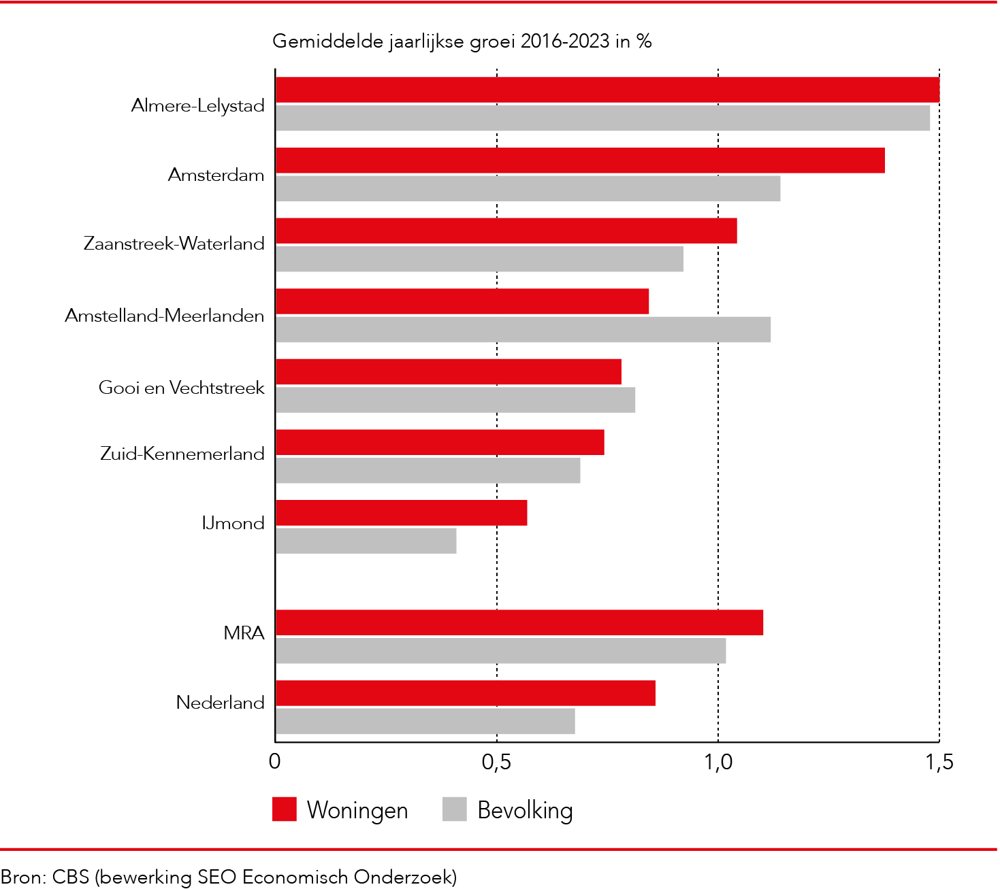 Gemiddelde jaarlijkse groei 2016-2023 in %
Almere-Lelystad
Amsterdam
Zaanstreek-Waterland
Amstelland-Meerlanden
Gooi en Vechtstreek
Zuid-Kennemerland
IJmond
MRA
Nederland
0 0,5 1,0 1,5
Woningen Bevolking
Bron: CBS (bewerking SEO Economisch Onderzoek)